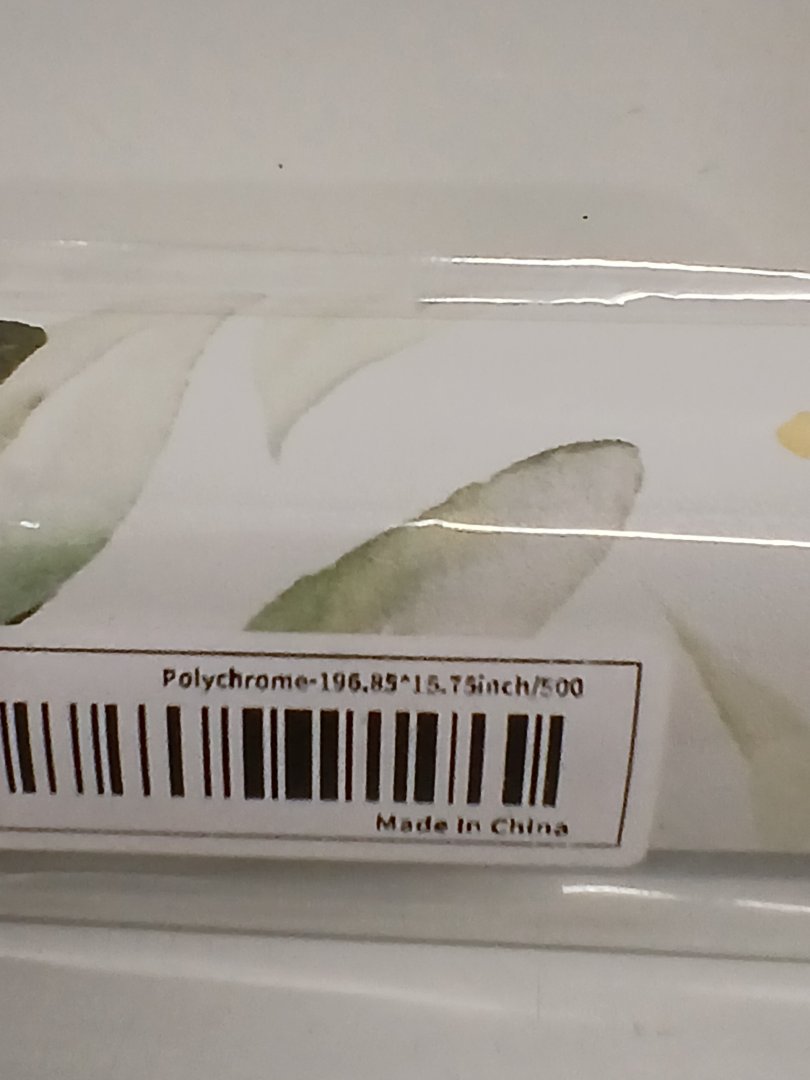 Polychrome-196.85*15.75inch/500
Made In China